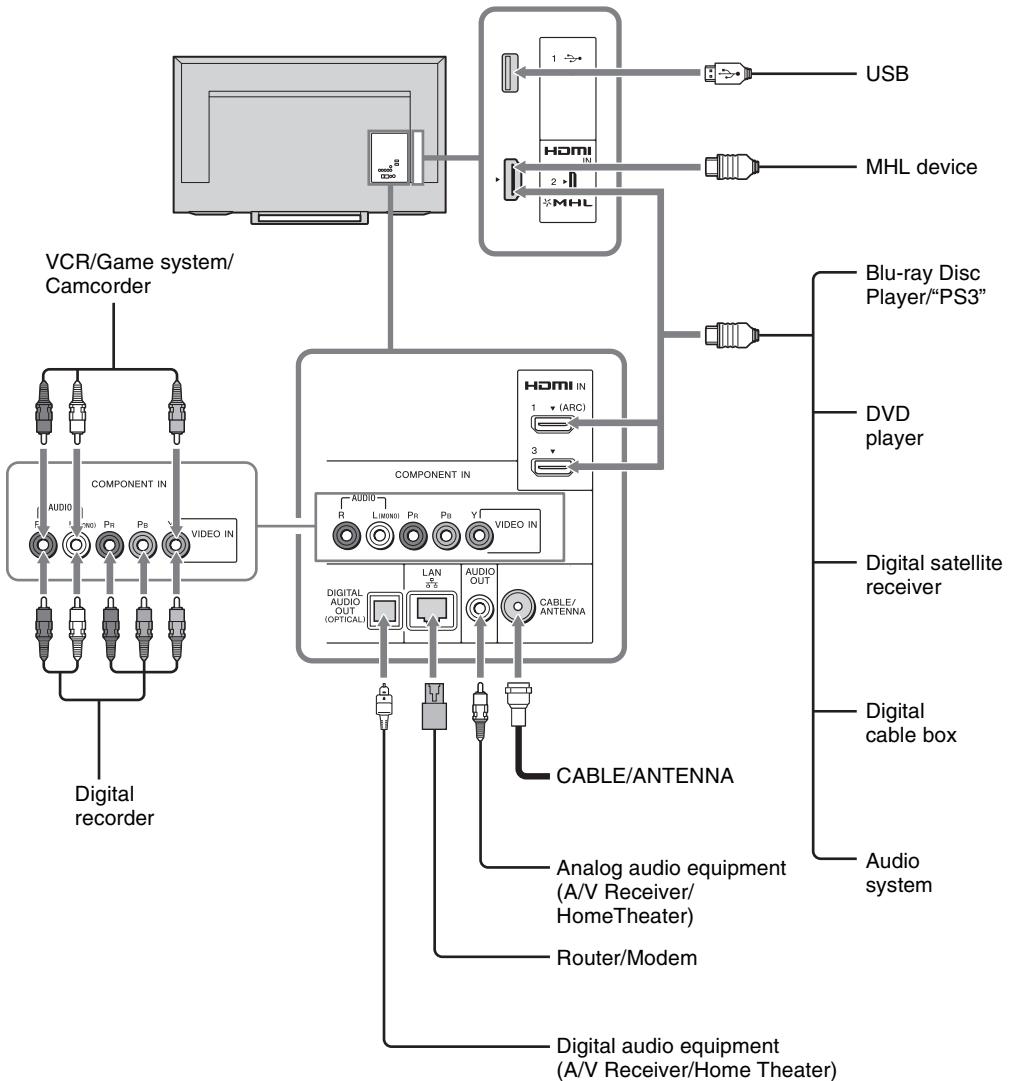 1
USB
HDMI
IN
2
MHL
MHL device
VCR/Game system/
Camcorder
Blu-ray Disc
Player/“PS3”
HDMI IN
1 (ARC)
3
DVD
player
COMPONENT IN
AUDIO
R L(MONO) PR PB Y
VIDEO IN
COMPONENT IN
AUDIO
PR PB
VIDEO IN
DIGITAL
AUDIO
OUT
(OPTICAL)
LAN
AUDIO
OUT
CABLE/
ANTENNA
Digital satellite
receiver
Digital
cable box
Digital
recorder
CABLE/ANTENNA
Audio
system
Analog audio equipment
(A/V Receiver/
HomeTheater)
Router/Modem
Digital audio equipment
(A/V Receiver/Home Theater)